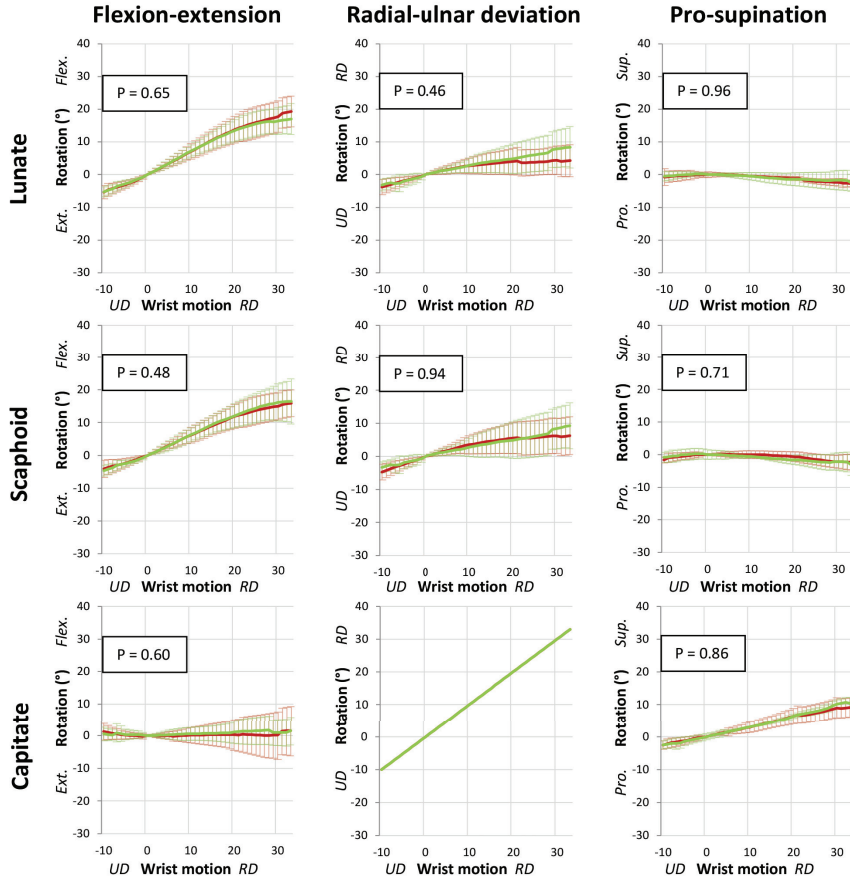 Flexion-extension Radial-ulnar deviation Pro-supination
Lunate
Flex.
Rotation (°)
Ext.
40
30
20
10
0
-10
-20
-30
P = 0.65
-10 0 10 20 30
UD Wrist motion RD
RD
Rotation (°)
UD
40
30
20
10
0
-10
-20
-30
P = 0.46
-10 0 10 20 30
UD Wrist motion RD
Sup.
Rotation (°)
Pro.
40
30
20
10
0
-10
-20
-30
P = 0.96
-10 0 10 20 30
UD Wrist motion RD
Scaphoid
Flex.
Rotation (°)
Ext.
40
30
20
10
0
-10
-20
-30
P = 0.48
-10 0 10 20 30
UD Wrist motion RD
RD
Rotation (°)
UD
40
30
20
10
0
-10
-20
-30
P = 0.94
-10 0 10 20 30
UD Wrist motion RD
Sup.
Rotation (°)
Pro.
40
30
20
10
0
-10
-20
-30
P = 0.71
-10 0 10 20 30
UD Wrist motion RD
Capitate
Flex.
Rotation (°)
Ext.
40
30
20
10
0
-10
-20
-30
P = 0.60
-10 0 10 20 30
UD Wrist motion RD
RD
Rotation (°)
UD
40
30
20
10
0
-10
-20
-30
-10 0 10 20 30
UD Wrist motion RD
Sup.
Rotation (°)
Pro.
40
30
20
10
0
-10
-20
-30
P = 0.86
-10 0 10 20 30
UD Wrist motion RD